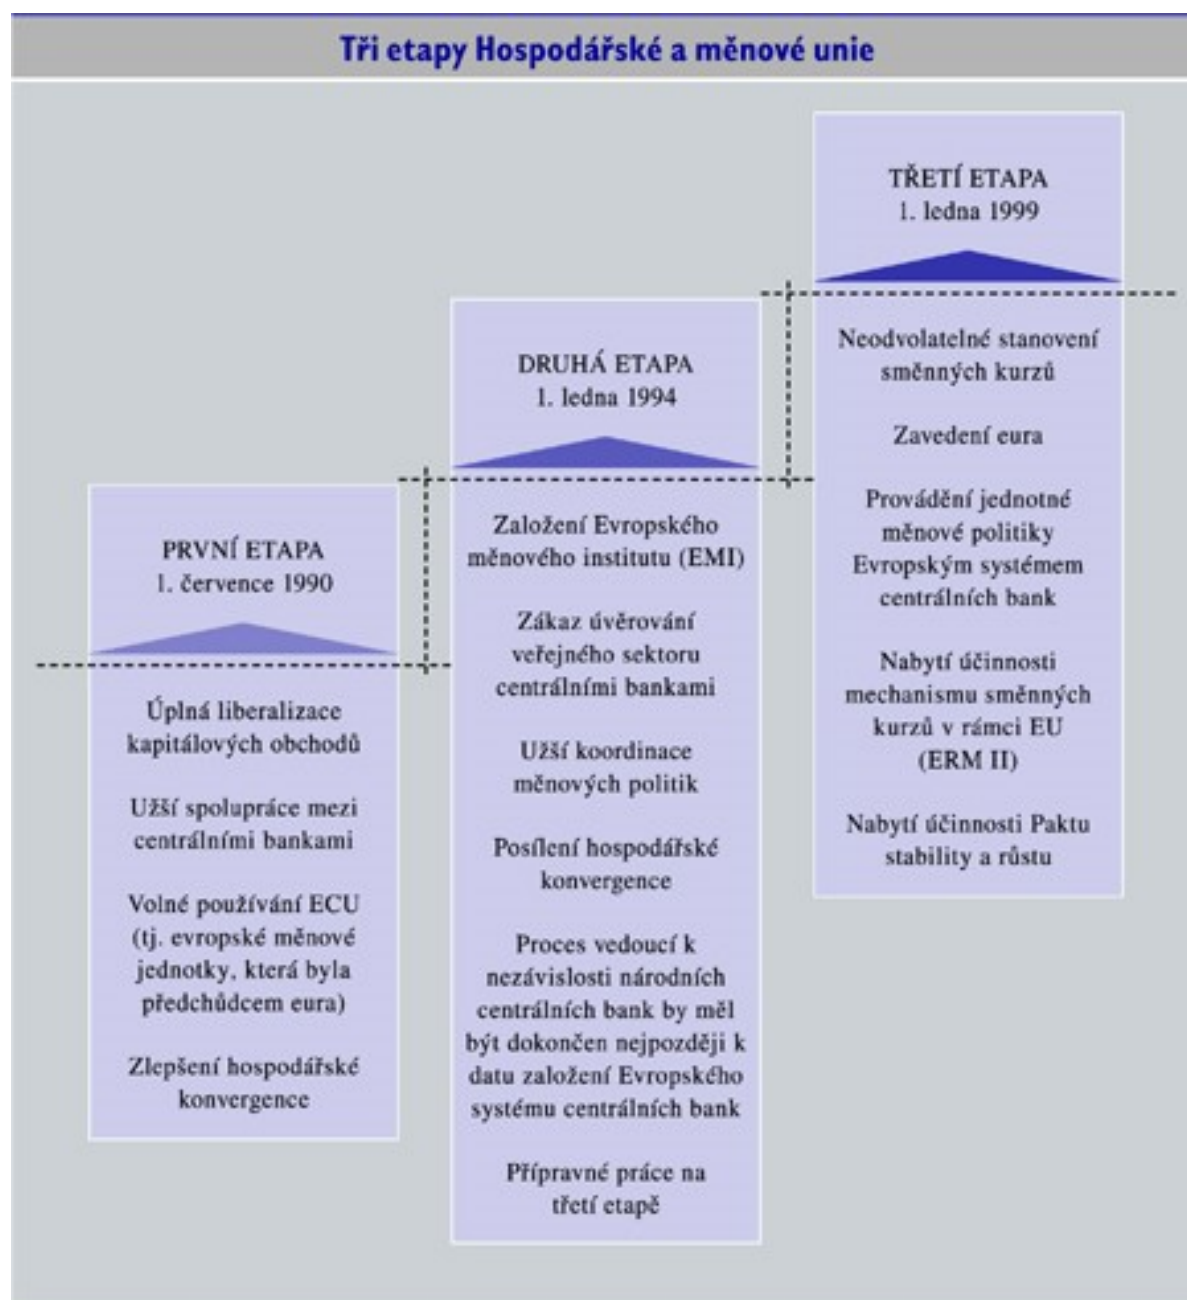 Tři etapy Hospodářské a měnové unie
PRVNÍ ETAPA
1. července 1990
Úplná liberalizace
kapitálových obchodů
Užší spolupráce mezi
centrálními bankami
Volné používání ECU
(tj. evropské měnové
jednotky, která byla
předchůdcem eura)
Zlepšení hospodářské
konvergence
DRUHÁ ETAPA
1. ledna 1994
Založení Evropského
měnového institutu (EMI)
Zákaz úvěrování
veřejného sektoru
centrálními bankami
Užší koordinace
měnových politik
Posílení hospodářské
konvergence
Proces vedoucí k
nezávislosti národních
centrálních bank by měl
být dokončen nejpozději k
datu založení Evropského
systému centrálních bank
Přípravné práce na
třetí etapě
TŘETÍ ETAPA
1. ledna 1999
Neodvolatelné stanovení
směnných kurzů
Zavedení eura
Provádění jednotné
měnové politiky
Evropským systémem
centrálních bank
Nabytí účinnosti
mechanismu směnných
kurzů v rámci EU
(ERM II)
Nabytí účinnosti Paktu
stability a růstu